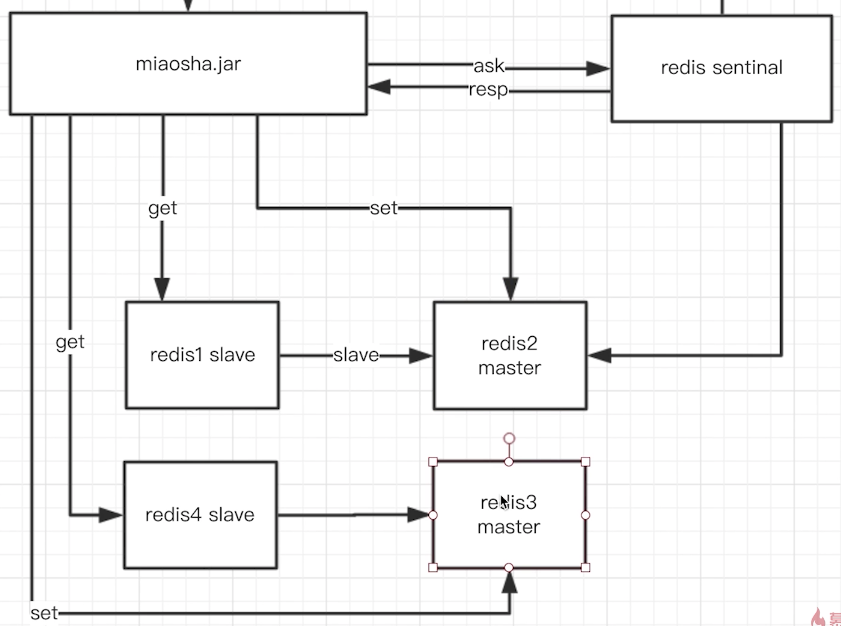 miaosha.jar
ask
redis sentinal
resp
get
set
get
redis1 slave
slave
redis2
master
redis4 slave
redis3
master
set